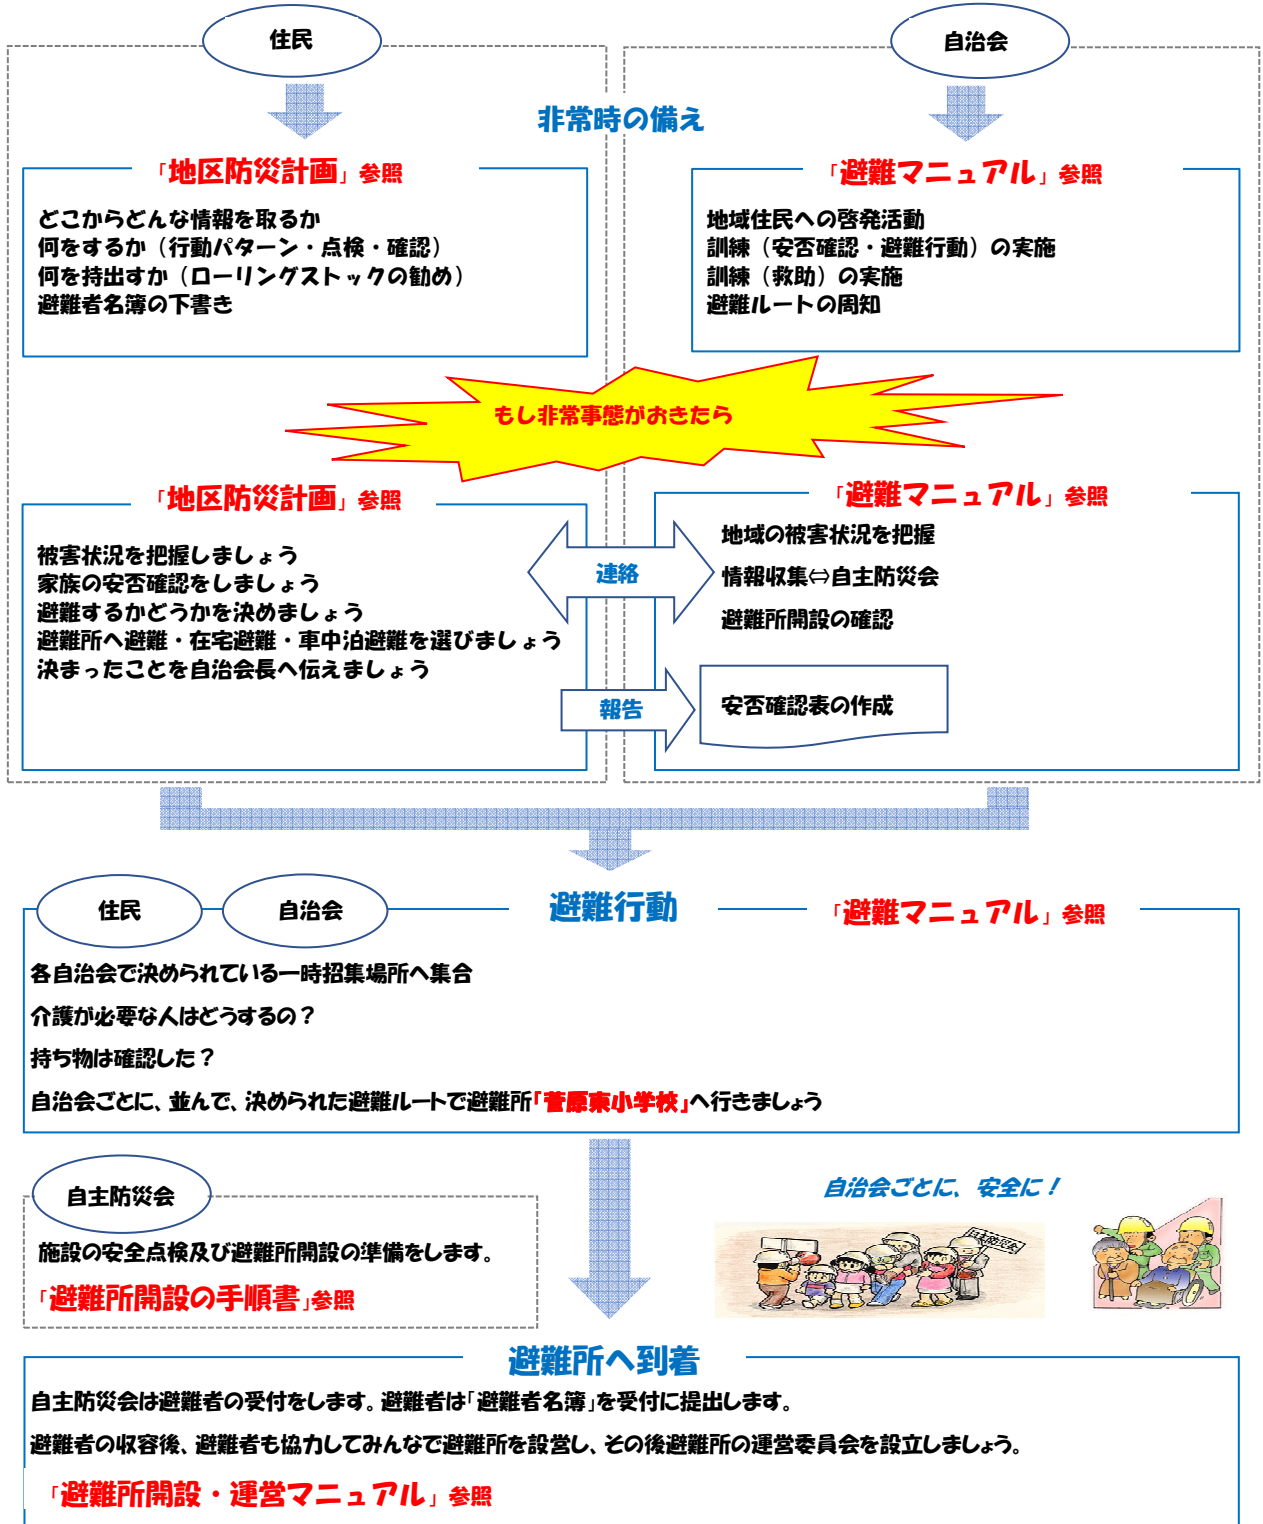 住民
自治会
非常時の備え
「地区防災計画」参照
どこからどんな情報を取るか
何をするか（行動パターン・点検・確認）
何を持出すか（ローリングストックの勧め）
避難者名簿の下書き
「避難マニュアル」参照
地域住民への啓発活動
訓練（安否確認・避難行動）の実施
訓練（救助）の実施
避難ルートの周知
もし非常事態がおきたら
「地区防災計画」参照
被害状況を把握しましょう
家族の安否確認をしましょう
避難するかどうかを決めましょう
避難所へ避難・在宅避難・車中泊避難を選びましょう
決まったことを自治会長へ伝えましょう
連絡
報告
「避難マニュアル」参照
地域の被害状況を把握
情報収集⇔自主防災会
避難所開設の確認
安否確認表の作成
住民
自治会
避難行動
「避難マニュアル」参照
各自治会で決められている一時招集場所へ集合
介護が必要な人はどうするの？
持ち物は確認した？
自治会ごとに、並んで、決められた避難ルートで避難所「菅原東小学校」へ行きましょう
自主防災会
施設の安全点検及び避難所開設の準備をします。
「避難所開設の手順書」参照
自治会ごとに、安全に！
避難所へ到着
自主防災会は避難者の受付をします。避難者は「避難者名簿」を受付に提出します。
避難者の収容後、避難者も協力してみんなで避難所を設営し、その後避難所の運営委員会を設立しましょう。
「避難所開設・運営マニュアル」参照